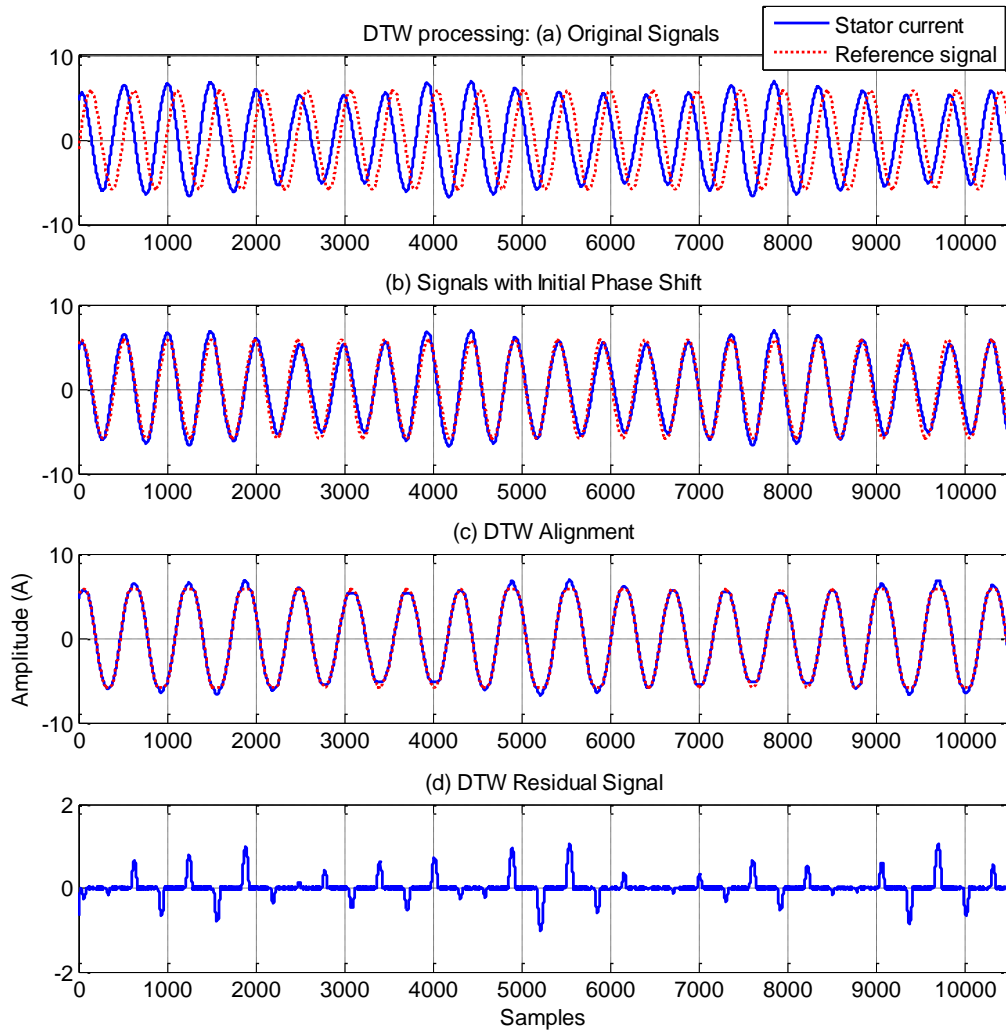 DTW processing: (a) Original Signals
Stator current
Reference signal
10
0
-10
0 1000 2000 3000 4000 5000 6000 7000 8000 9000 10000
(b) Signals with Initial Phase Shift
10
0
-10
0 1000 2000 3000 4000 5000 6000 7000 8000 9000 10000
(c) DTW Alignment
10
0
-10
Amplitude (A)
0 1000 2000 3000 4000 5000 6000 7000 8000 9000 10000
(d) DTW Residual Signal
2
0
-2
0 1000 2000 3000 4000 5000 6000 7000 8000 9000 10000
Samples